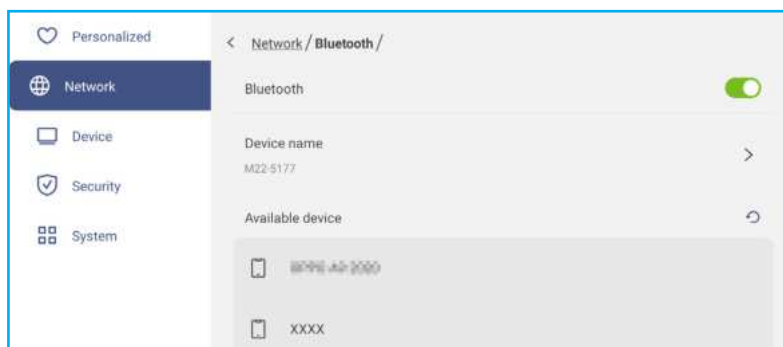 Personalized
Network
Device
Security
System
Network / Bluetooth /
Bluetooth
Device name
M22-5177
Available device
XXXX